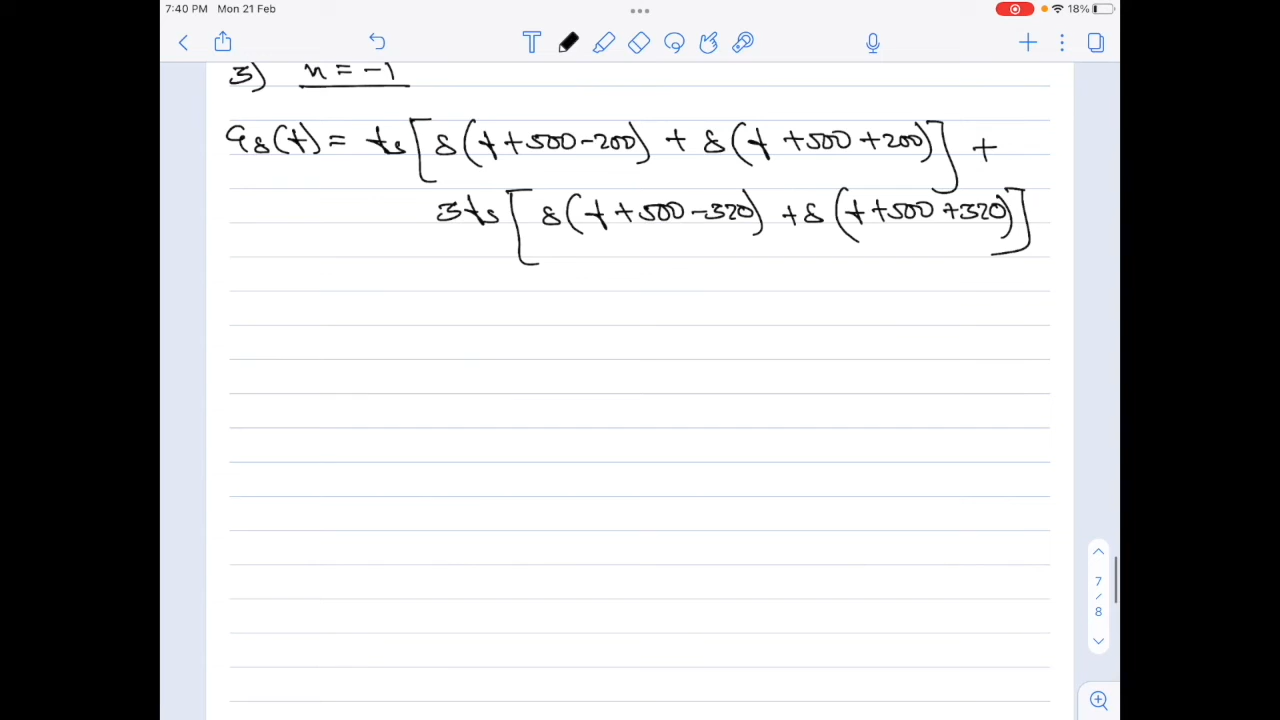 7:40 PM Mon 21 Feb
18%
3) n = -1
Gδ(f) = fs[δ(f+500-200) + δ(f+500+200)] +
3fs[δ(f+500-320) + δ(f+500+320)]
7
/
8